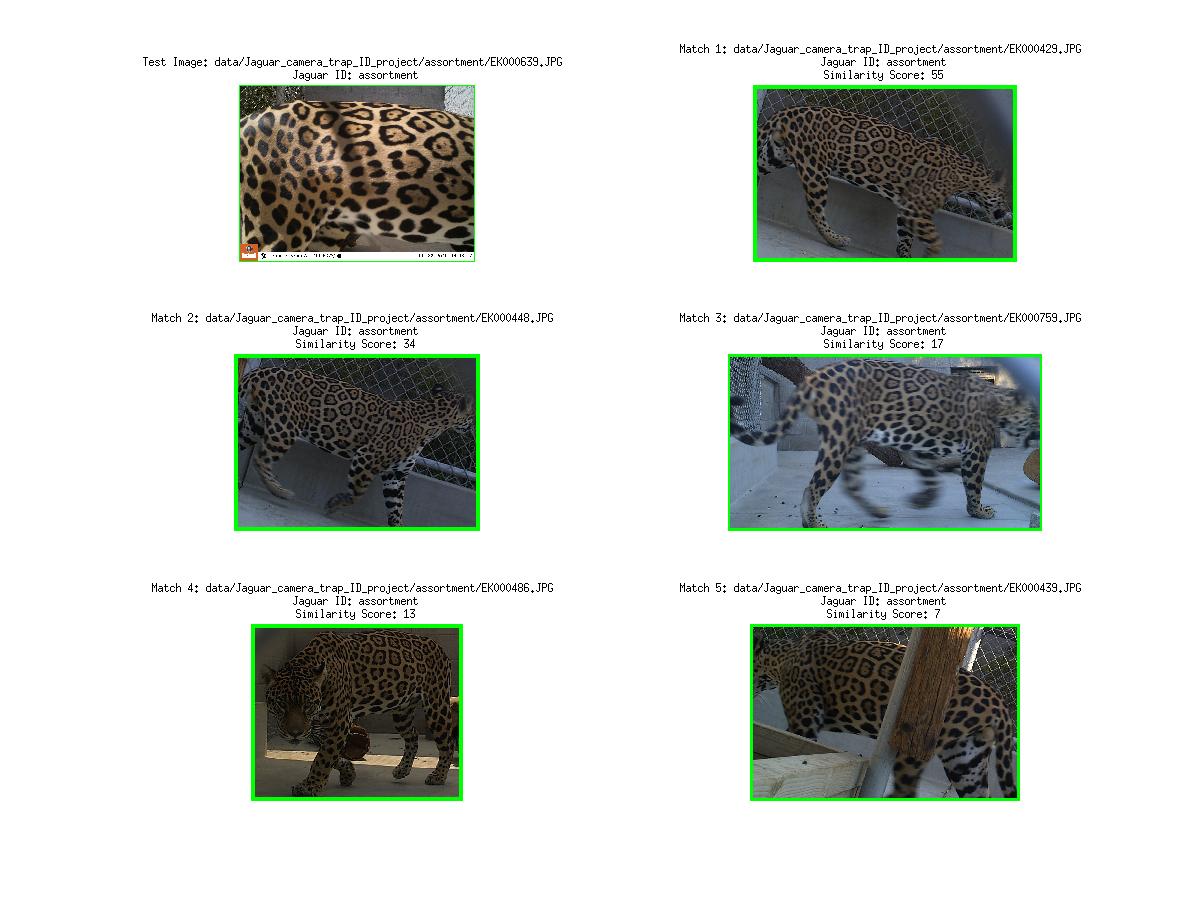 Test Image: data/Jaguar_camera_trap_ID_project/assortment/EK000639.JPG
Jaguar ID: assortment
Match 1: data/Jaguar_camera_trap_ID_project/assortment/EK000429.JPG
Jaguar ID: assortment
Similarity Score: 55
Match 2: data/Jaguar_camera_trap_ID_project/assortment/EK000448.JPG
Jaguar ID: assortment
Similarity Score: 34
Match 3: data/Jaguar_camera_trap_ID_project/assortment/EK000759.JPG
Jaguar ID: assortment
Similarity Score: 17
Match 4: data/Jaguar_camera_trap_ID_project/assortment/EK000486.JPG
Jaguar ID: assortment
Similarity Score: 13
Match 5: data/Jaguar_camera_trap_ID_project/assortment/EK000439.JPG
Jaguar ID: assortment
Similarity Score: 7